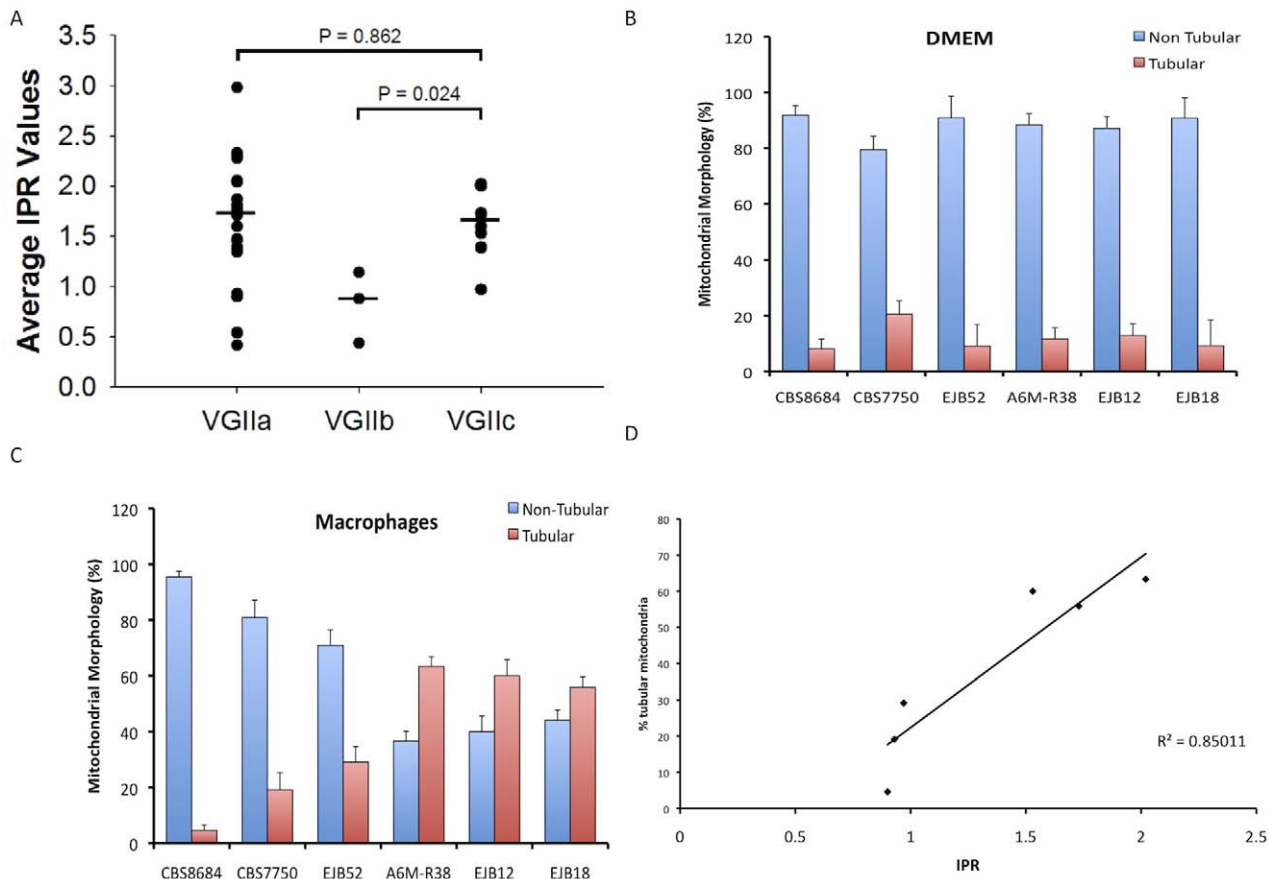 A
Average IPR Values
3.5
3.0
2.5
2.0
1.5
1.0
0.5
0.0
P = 0.862
P = 0.024
VGIIa VGIIb VGIIc
B
DMEM
Non Tubular
Tubular
Mitochondrial Morphology (%)
120
100
80
60
40
20
0
CBS8684 CBS7750 EJB52 A6M-R38 EJB12 EJB18
C
Macrophages
Non-Tubular
Tubular
Mitochondrial Morphology (%)
120
100
80
60
40
20
0
CBS8684 CBS7750 EJB52 A6M-R38 EJB12 EJB18
D
% tubular mitochondria
80
70
60
50
40
30
20
10
0
R² = 0.85011
0 0.5 1 1.5 2 2.5
IPR